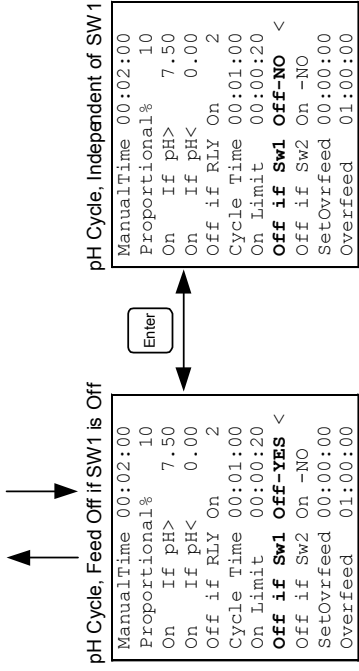 pH Cycle, Feed Off if SW1 is Off
ManualTime 00:02:00
Proportional% 10
On If pH> 7.50
On If pH< 0.00
Off if RLY On 2
Cycle Time 00:01:00
On Limit 00:00:20
Off if Sw1 Off-YES <
Off if Sw2 On -NO
SetOvrfeed 00:00:00
Overfeed 01:00:00
Enter
pH Cycle, Independent of SW1
ManualTime 00:02:00
Proportional% 10
On If pH> 7.50
On If pH< 0.00
Off if RLY On 2
Cycle Time 00:01:00
On Limit 00:00:20
Off if Sw1 Off-NO <
Off if Sw2 On -NO
SetOvrfeed 00:00:00
Overfeed 01:00:00